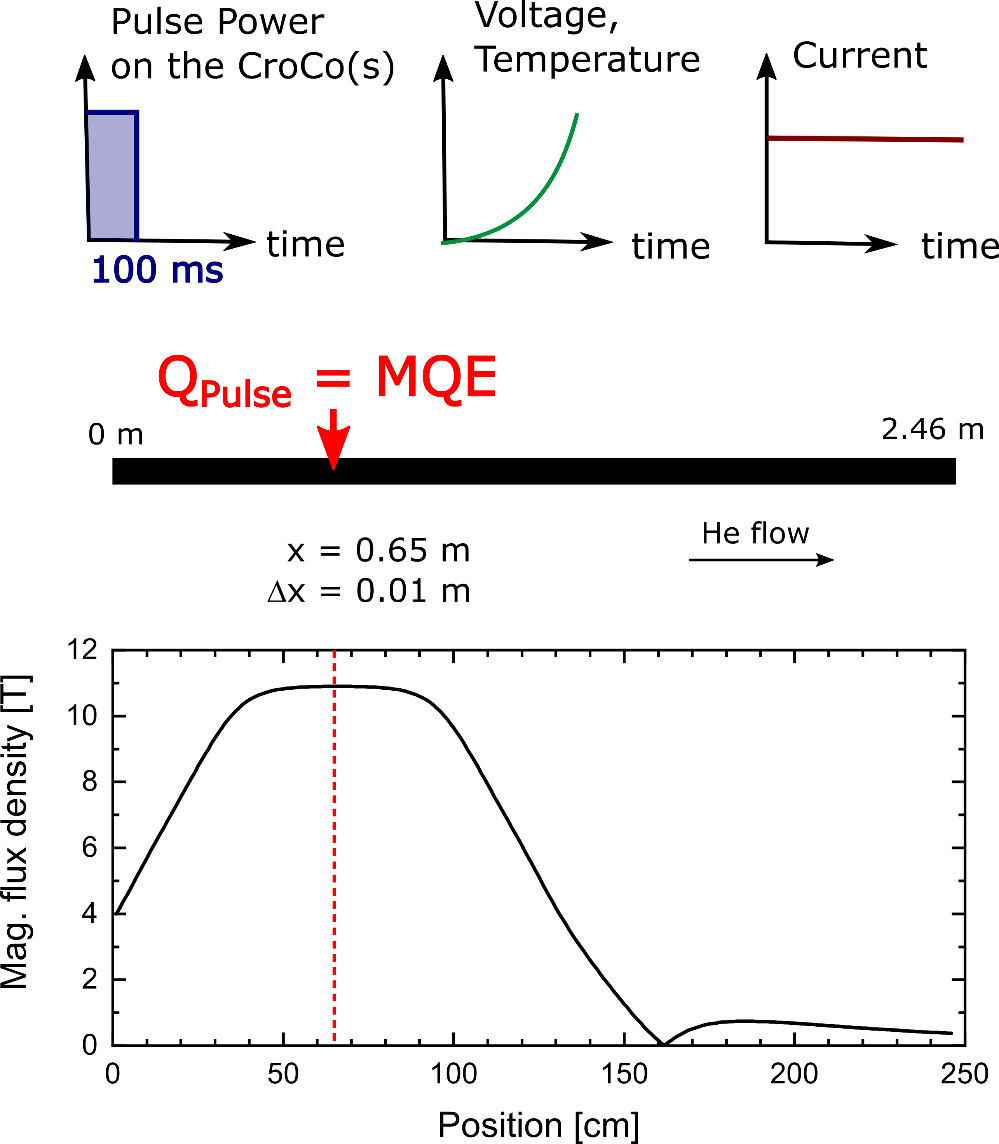 Pulse Power
on the CroCo(s)
time
100 ms
Voltage,
Temperature
time
Current
time
QPulse = MQE
0 m
2.46 m
x = 0.65 m
Δx = 0.01 m
He flow
Mag. flux density [T]
12
10
8
6
4
2
0
0
50
100
150
200
250
Position [cm]